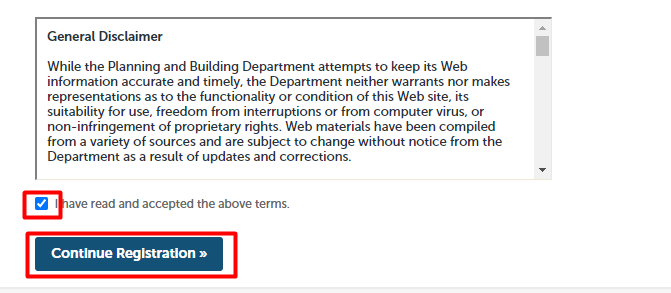 General Disclaimer
While the Planning and Building Department attempts to keep its Web
information accurate and timely, the Department neither warrants nor makes
representations as to the functionality or condition of this Web site, its
suitability for use, freedom from interruptions or from computer virus, or
non-infringement of proprietary rights. Web materials have been compiled
from a variety of sources and are subject to change without notice from the
Department as a result of updates and corrections.
I have read and accepted the above terms.
Continue Registration »